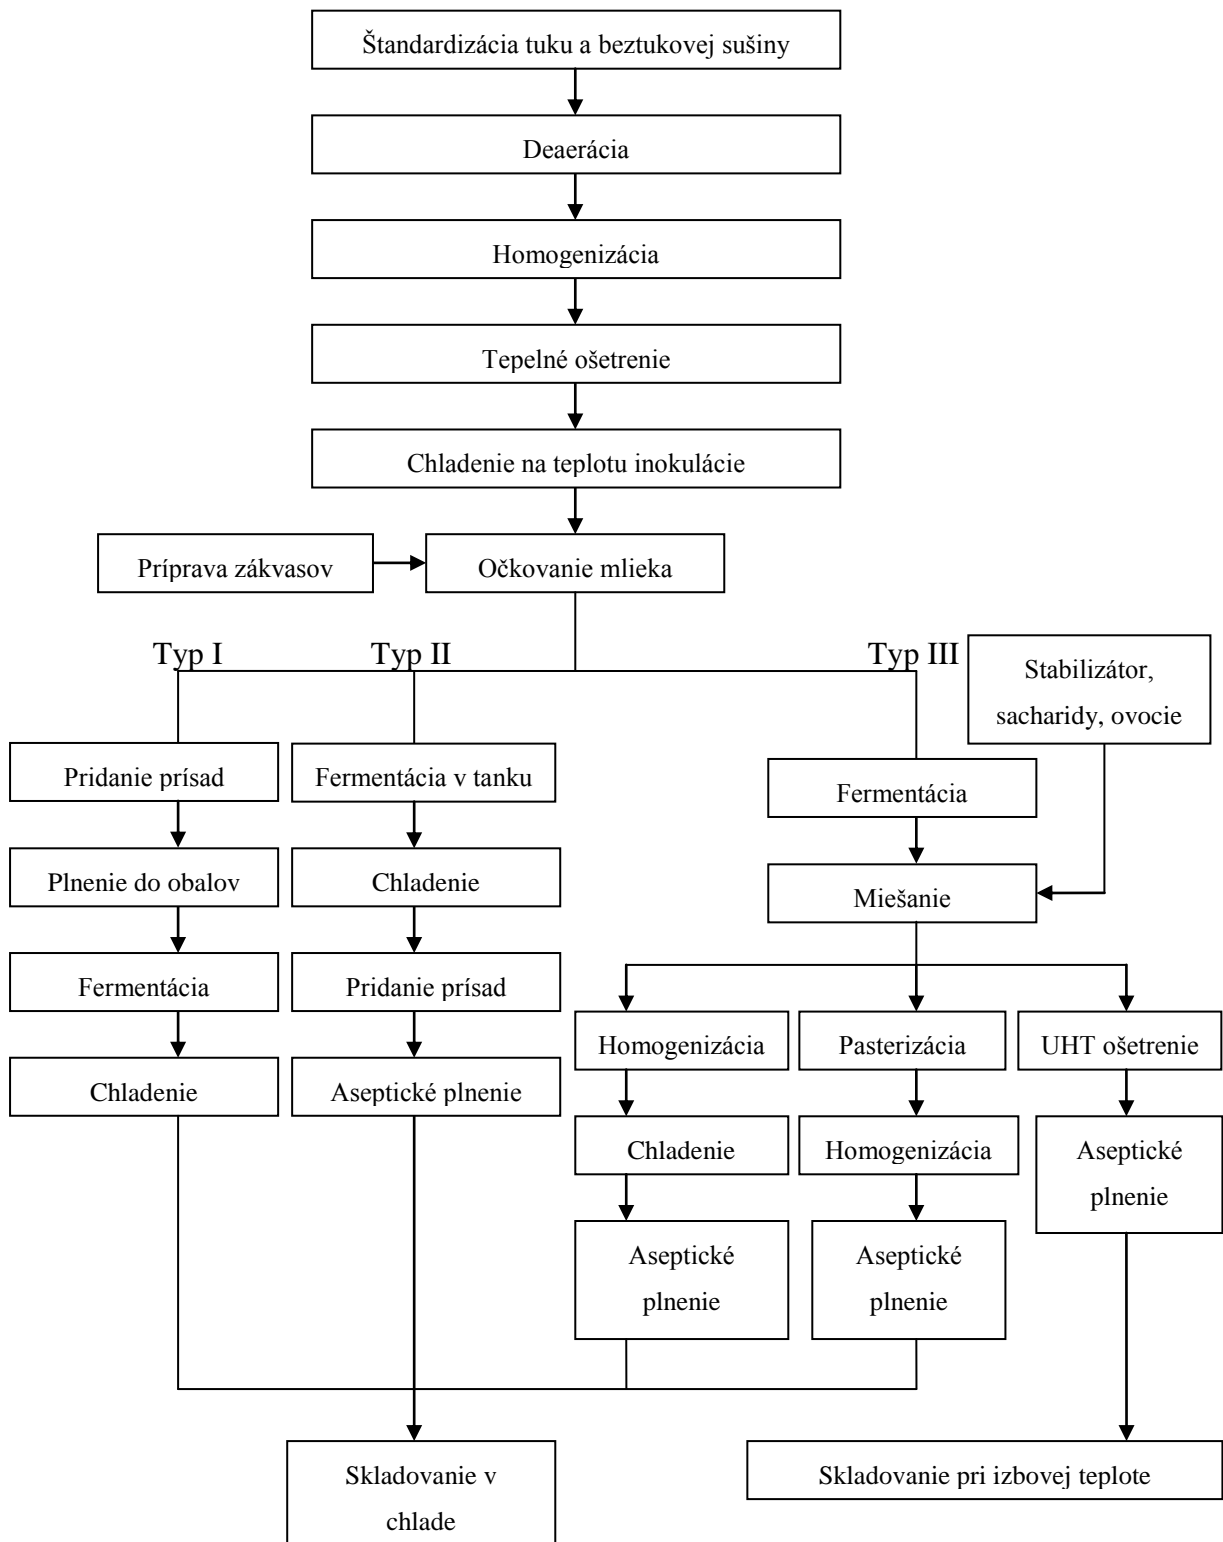 Štandardizácia tuku a beztukovej sušiny
Deaerácia
Homogenizácia
Tepelné ošetrenie
Chladenie na teplotu inokulácie
Príprava zákvasov
Očkovanie mlieka
Typ I
Typ II
Typ III
Stabilizátor,
sacharidy, ovocie
Pridanie prísad
Fermentácia v tanku
Fermentácia
Plnenie do obalov
Chladenie
Miešanie
Fermentácia
Pridanie prísad
Homogenizácia
Pasterizácia
UHT ošetrenie
Chladenie
Aseptické plnenie
Chladenie
Homogenizácia
Aseptické
plnenie
Aseptické
plnenie
Aseptické
plnenie
Skladovanie v
chlade
Skladovanie pri izbovej teplote